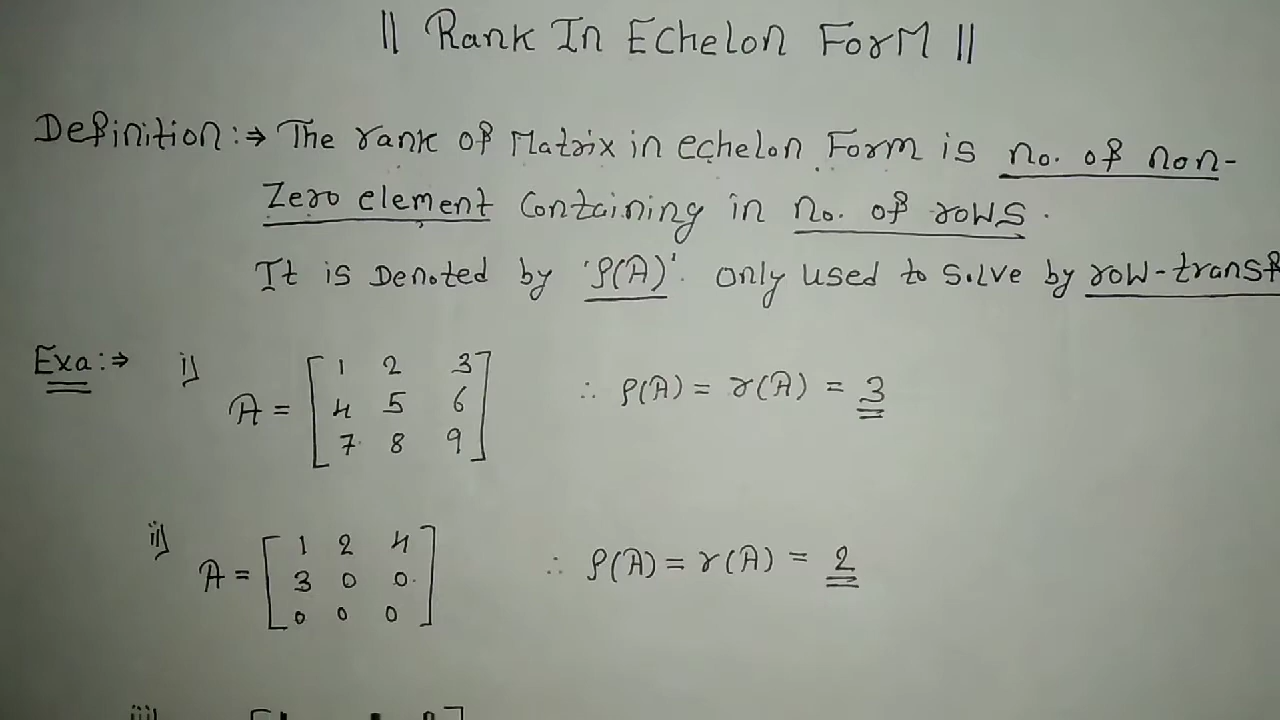 || Rank In Echelon Form ||
Definition :⇒ The rank of Matrix in echelon Form is no. of non-
Zero element Containing in no. of rows.
It is Denoted by 'ρ(A)'. only used to solve by row-transf
Exa :⇒ i) A = [ 1 2 3 ∴ ρ(A) = r(A) = 3
4 5 6
7 8 9 ]
ii) A = [ 1 2 4 ∴ ρ(A) = r(A) = 2
3 0 0
0 0 0 ]